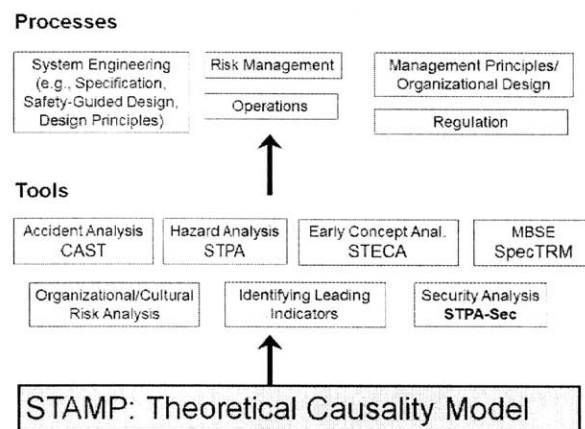 Processes
System Engineering
(e.g., Specification,
Safety-Guided Design,
Design Principles)
Risk Management
Operations
Management Principles/
Organizational Design
Regulation
Tools
Accident Analysis
CAST
Hazard Analysis
STPA
Early Concept Anal.
STECA
MBSE
SpecTRM
Organizational/Cultural
Risk Analysis
Identifying Leading
Indicators
Security Analysis
STPA-Sec
STAMP: Theoretical Causality Model